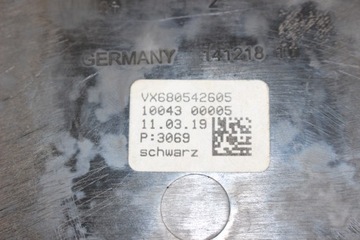 GERMANY 141218
VX680542605
10043 00005
11.03.19
P:3069
schwarz